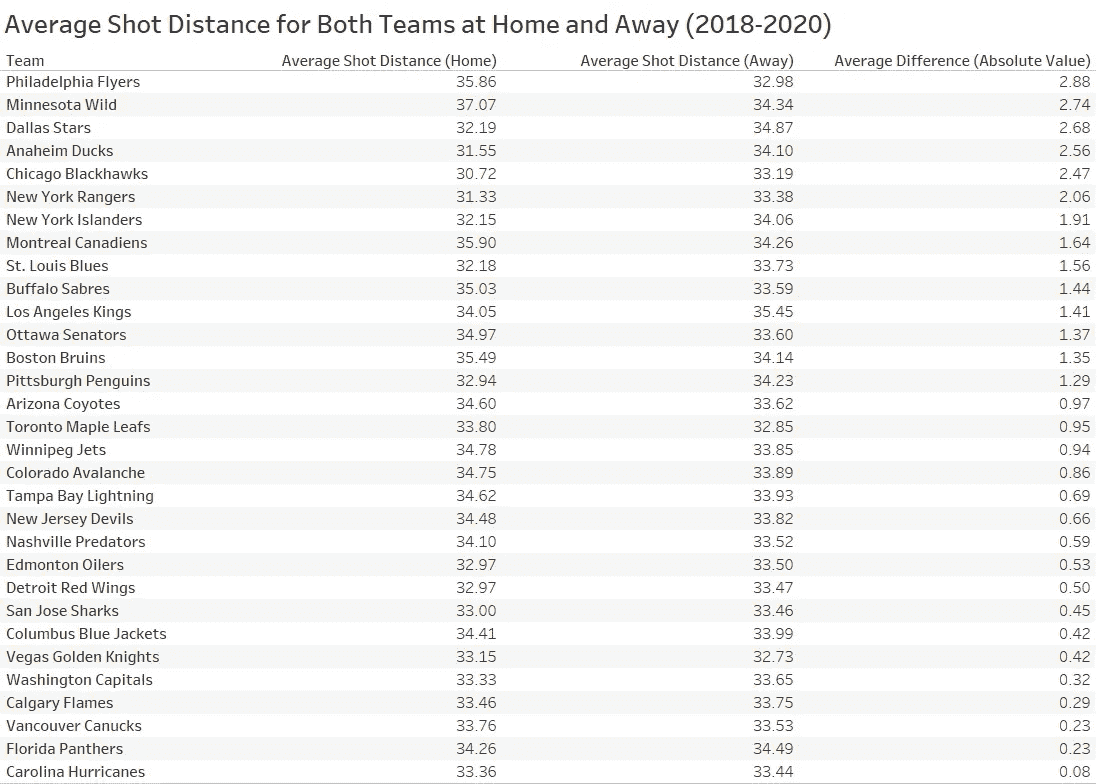 Average Shot Distance for Both Teams at Home and Away (2018-2020)
Team Average Shot Distance (Home) Average Shot Distance (Away) Average Difference (Absolute Value)
Philadelphia Flyers 35.86 32.98 2.88
Minnesota Wild 37.07 34.34 2.74
Dallas Stars 32.19 34.87 2.68
Anaheim Ducks 31.55 34.10 2.56
Chicago Blackhawks 30.72 33.19 2.47
New York Rangers 31.33 33.38 2.06
New York Islanders 32.15 34.06 1.91
Montreal Canadiens 35.90 34.26 1.64
St. Louis Blues 32.18 33.73 1.56
Buffalo Sabres 35.03 33.59 1.44
Los Angeles Kings 34.05 35.45 1.41
Ottawa Senators 34.97 33.60 1.37
Boston Bruins 35.49 34.14 1.35
Pittsburgh Penguins 32.94 34.23 1.29
Arizona Coyotes 34.60 33.62 0.97
Toronto Maple Leafs 33.80 32.85 0.95
Winnipeg Jets 34.78 33.85 0.94
Colorado Avalanche 34.75 33.89 0.86
Tampa Bay Lightning 34.62 33.93 0.69
New Jersey Devils 34.48 33.82 0.66
Nashville Predators 34.10 33.52 0.59
Edmonton Oilers 32.97 33.50 0.53
Detroit Red Wings 32.97 33.47 0.50
San Jose Sharks 33.00 33.46 0.45
Columbus Blue Jackets 34.41 33.99 0.42
Vegas Golden Knights 33.15 32.73 0.42
Washington Capitals 33.33 33.65 0.32
Calgary Flames 33.46 33.75 0.29
Vancouver Canucks 33.76 33.53 0.23
Florida Panthers 34.26 34.49 0.23
Carolina Hurricanes 33.36 33.44 0.08